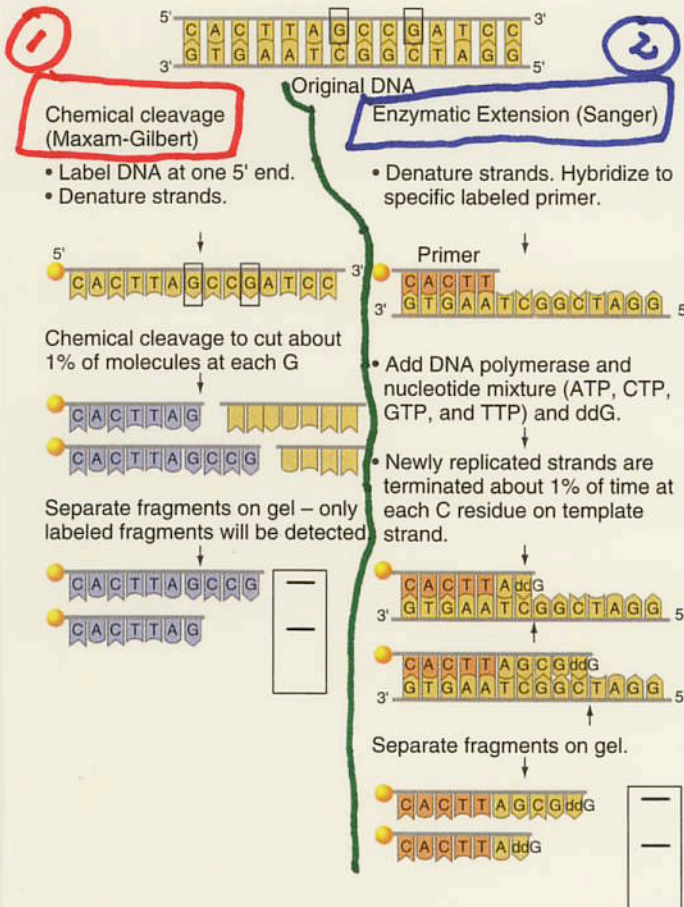 1
2
5' C A C T T A G C C G A T C C 3'
3' G T G A A T C G G C T A G G 5'
Original DNA
Chemical cleavage
(Maxam-Gilbert)
• Label DNA at one 5' end.
• Denature strands.
5'
C A C T T A G C C G A T C C 3'
Chemical cleavage to cut about
1% of molecules at each G
C A C T T A G
C A C T T A G C C G
Separate fragments on gel – only
labeled fragments will be detected.
C A C T T A G C C G
C A C T T A G
Enzymatic Extension (Sanger)
• Denature strands. Hybridize to
specific labeled primer.
Primer
C A C T T
3' G T G A A T C G G C T A G G 5'
• Add DNA polymerase and
nucleotide mixture (ATP, CTP,
GTP, and TTP) and ddG.
• Newly replicated strands are
terminated about 1% of time at
each C residue on template
strand.
C A C T T A ddG
3' G T G A A T C G G C T A G G 5'
C A C T T A G C G ddG
3' G T G A A T C G G C T A G G 5'
Separate fragments on gel.
C A C T T A G C G ddG
C A C T T A ddG